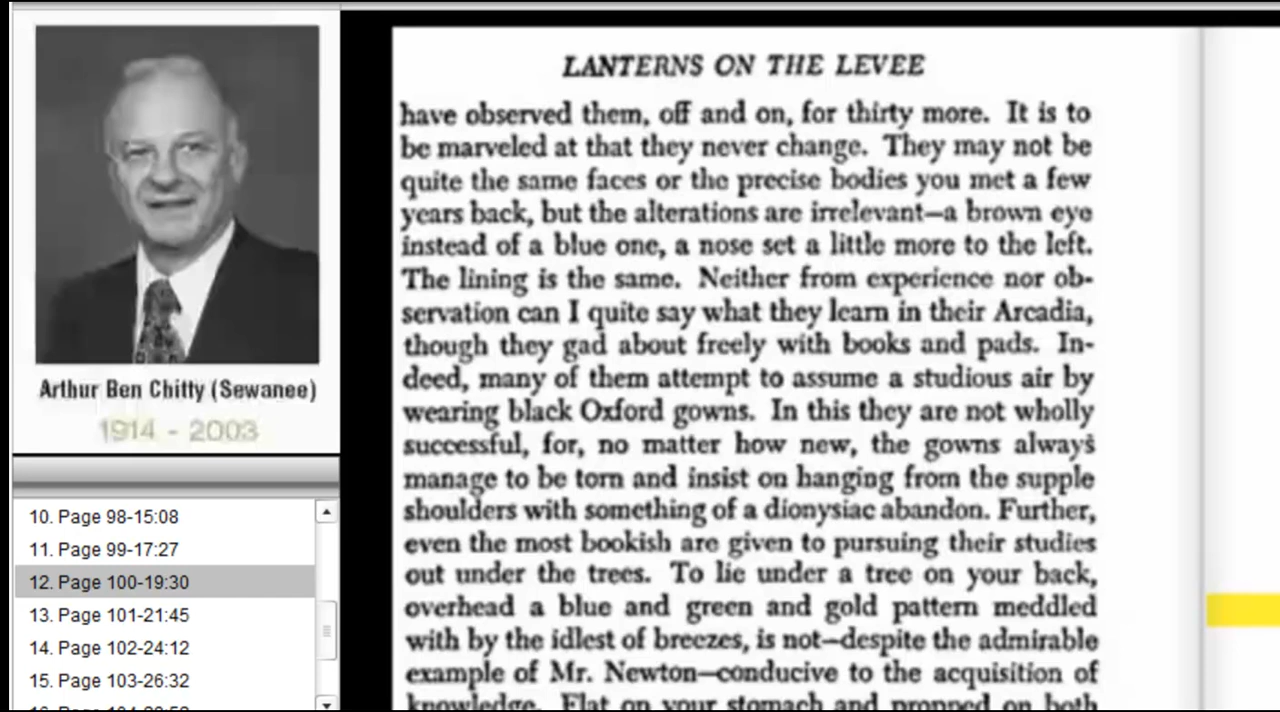 Arthur Ben Chitty (Sewanee)
1914 - 2003
10. Page 98-15:08
11. Page 99-17:27
12. Page 100-19:30
13. Page 101-21:45
14. Page 102-24:12
15. Page 103-26:32
LANTERNS ON THE LEVEE
have observed them, off and on, for thirty more. It is to
be marveled at that they never change. They may not be
quite the same faces or the precise bodies you met a few
years back, but the alterations are irrelevant—a brown eye
instead of a blue one, a nose set a little more to the left.
The lining is the same. Neither from experience nor ob-
servation can I quite say what they learn in their Arcadia,
though they gad about freely with books and pads. In-
deed, many of them attempt to assume a studious air by
wearing black Oxford gowns. In this they are not wholly
successful, for, no matter how new, the gowns always
manage to be torn and insist on hanging from the supple
shoulders with something of a dionysiac abandon. Further,
even the most bookish are given to pursuing their studies
out under the trees. To lie under a tree on your back,
overhead a blue and green and gold pattern meddled
with by the idlest of breezes, is not—despite the admirable
example of Mr. Newton—conducive to the acquisition of
knowledge. Flat on your stomach and propped on both